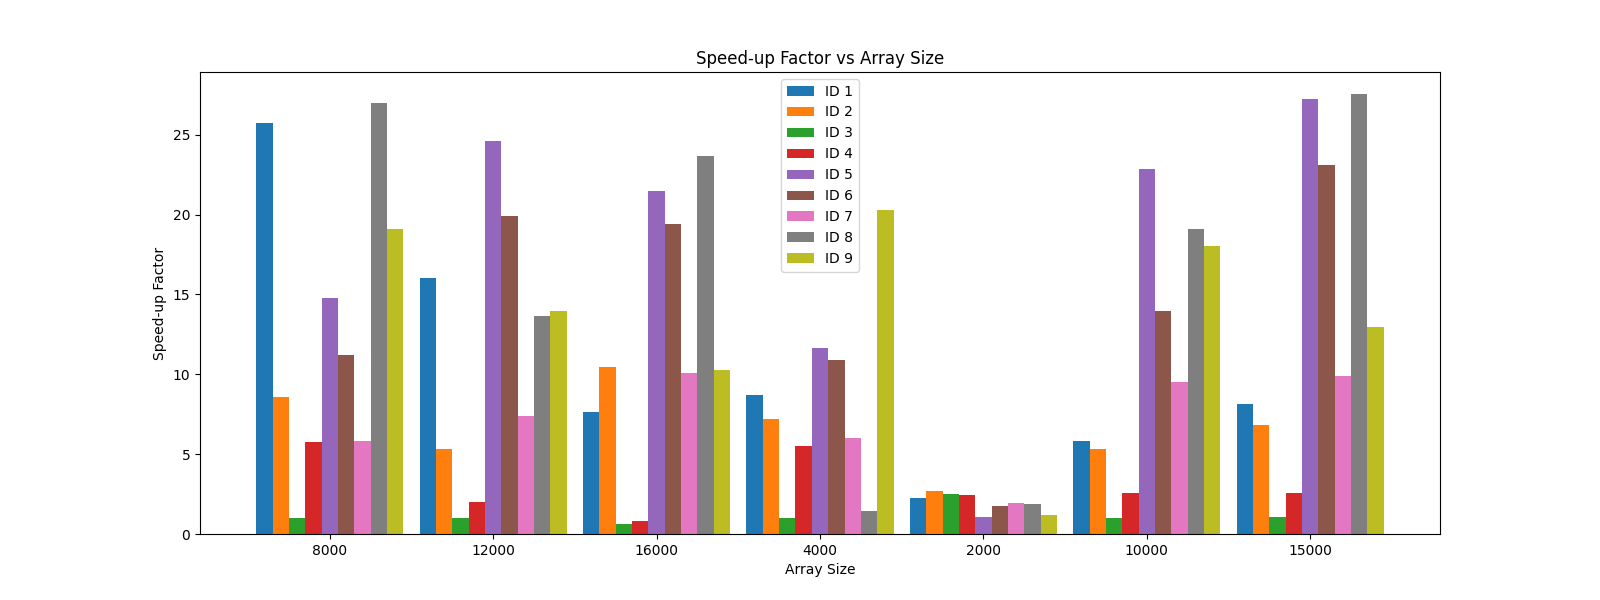 Speed-up Factor vs Array Size
ID 1
ID 2
ID 3
ID 4
ID 5
ID 6
ID 7
ID 8
ID 9
Speed-up Factor
25
20
15
10
5
0
8000 12000 16000 4000 2000 10000 15000
Array Size